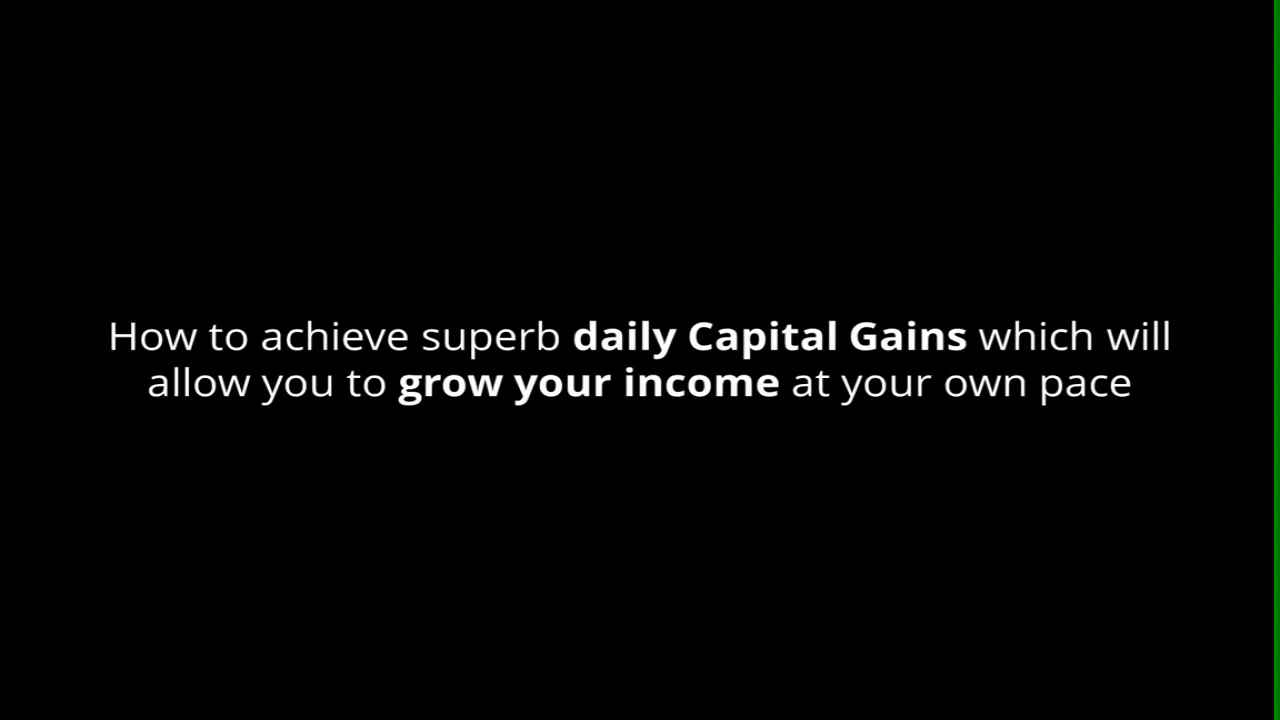 How to achieve superb daily Capital Gains which will
allow you to grow your income at your own pace